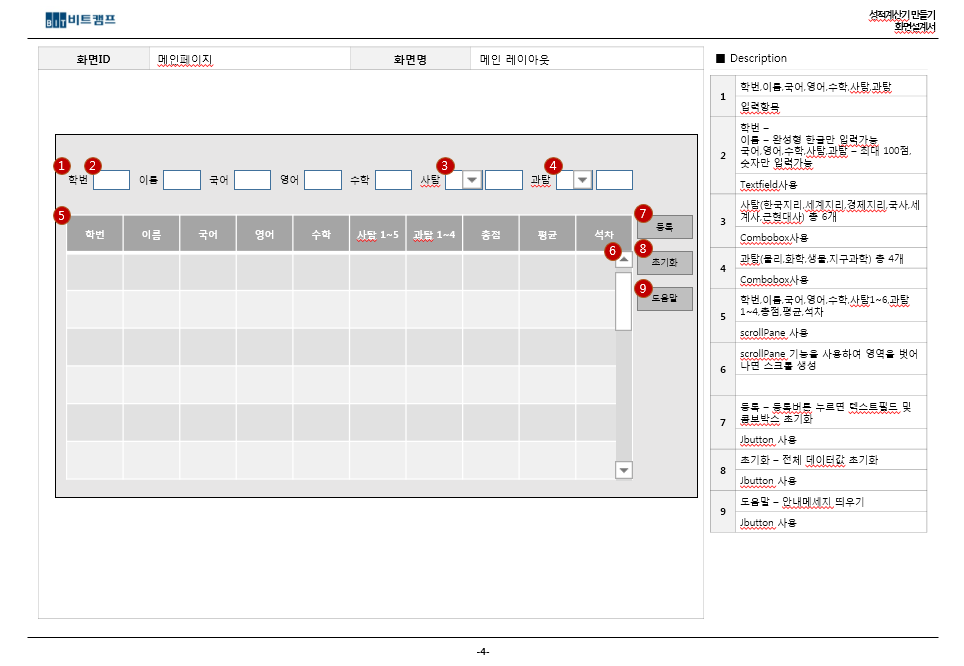 BIT 비트캠프
성적계산기 만들기
화면설계서
화면ID
메인페이지
화면명
메인 레이아웃
■ Description
1
2
3
4
학번
이름
국어
영어
수학
사탐
과탐
5
학번
이름
국어
영어
수학
사탐 1~5
과탐 1~4
총점
평균
석차
6
7
등록
8
초기화
9
도움말
1
학번,이름,국어,영어,수학,사탐,과탐
입력항목
2
학번 –
이름 – 완성형 한글만 입력가능
국어,영어,수학,사탐,과탐 – 최대 100점,
숫자만 입력가능
Textfield사용
3
사탐(한국지리,세계지리,경제지리,국사,세
계사,근현대사) 총 6개
Combobox사용
4
과탐(물리,화학,생물,지구과학) 총 4개
Combobox사용
5
학번,이름,국어,영어,수학,사탐1~6,과탐
1~4,총점,평균,석차
scrollPane 사용
6
scrollPane 기능을 사용하여 영역을 벗어
나면 스크롤 생성
7
등록 – 등록버튼 누르면 텍스트필드 및
콤보박스 초기화
Jbutton 사용
8
초기화 – 전체 데이터값 초기화
Jbutton 사용
9
도움말 – 안내메세지 띄우기
Jbutton 사용
-4-